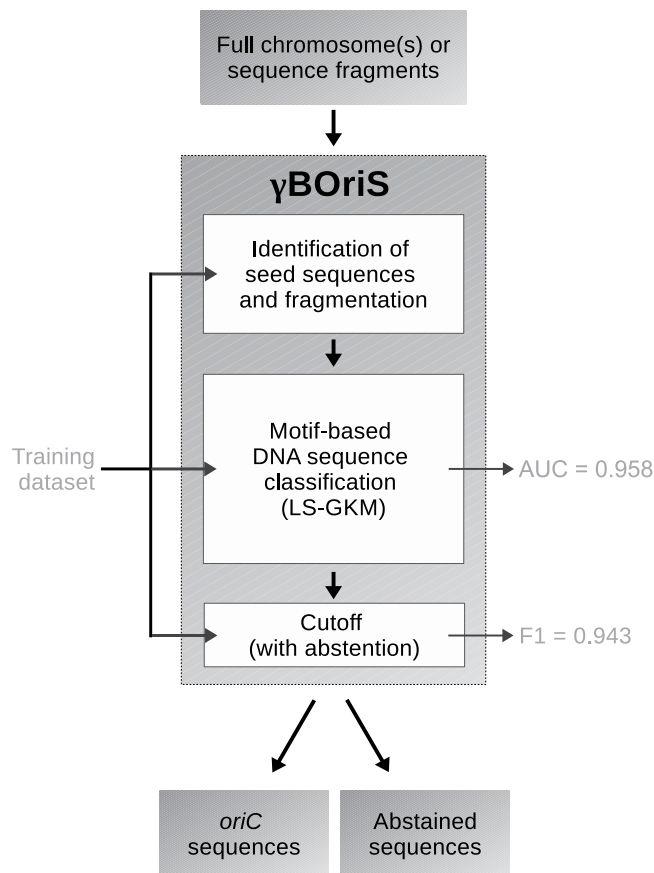 Full chromosome(s) or
sequence fragments
γBOriS
Identification of
seed sequences
and fragmentation
Training
dataset
Motif-based
DNA sequence
classification
(LS-GKM)
AUC = 0.958
Cutoff
(with abstention)
F1 = 0.943
oriC
sequences
Abstained
sequences